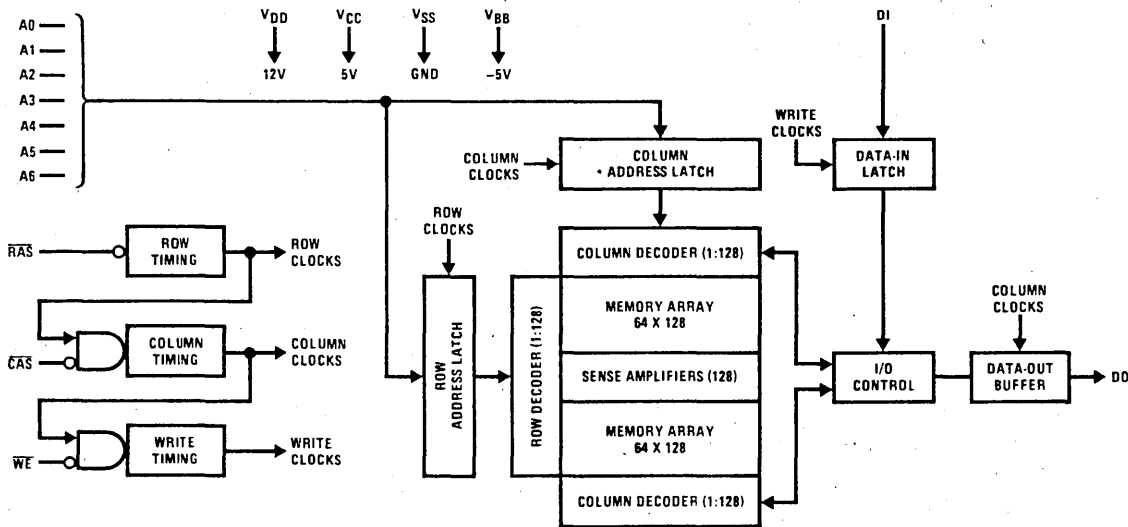 A0
A1
A2
A3
A4
A5
A6
VDD
12V
VCC
5V
VSS
GND
VBB
-5V
DI
COLUMN
CLOCKS
COLUMN
ADDRESS LATCH
WRITE
CLOCKS
DATA-IN
LATCH
RAS
ROW
TIMING
ROW
CLOCKS
CAS
COLUMN
TIMING
COLUMN
CLOCKS
WE
WRITE
TIMING
WRITE
CLOCKS
ROW
CLOCKS
ROW
ADDRESS LATCH
ROW DECODER (1:128)
COLUMN DECODER (1:128)
MEMORY ARRAY
64 X 128
SENSE AMPLIFIERS (128)
MEMORY ARRAY
64 X 128
COLUMN DECODER (1:128)
I/O
CONTROL
COLUMN
CLOCKS
DATA-OUT
BUFFER
DO